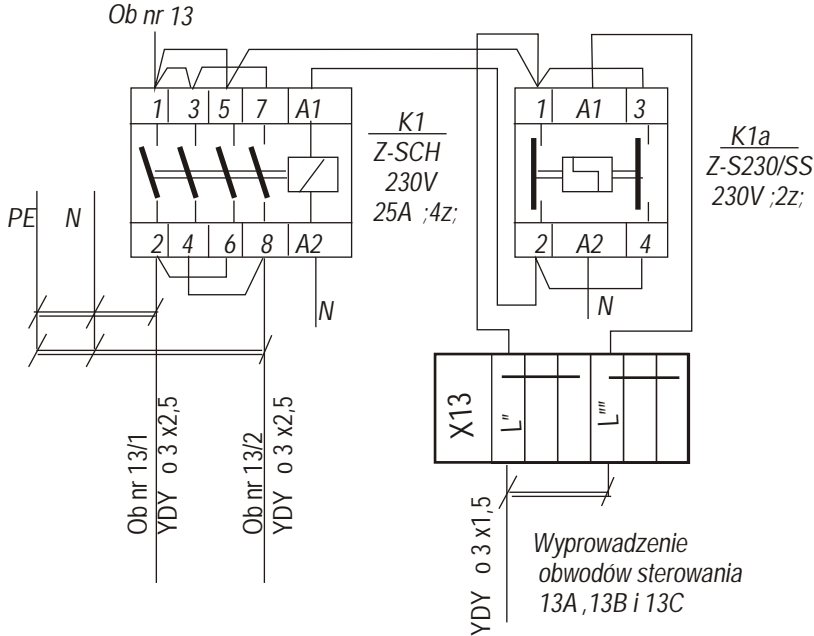 Ob nr 13
1 3 5 7 A1
K1
Z-SCH
230V
25A ;4z;
2 4 6 8 A2
N
PE N
1 A1 3
K1a
Z-S230/SS
230V ;2z;
2 A2 4
N
X13
L"
L""
Ob nr 13/1
YDY o 3 x2,5
Ob nr 13/2
YDY o 3 x2,5
YDY o 3 x1,5
Wyprowadzenie
obwodów sterowania
13A ,13B i 13C